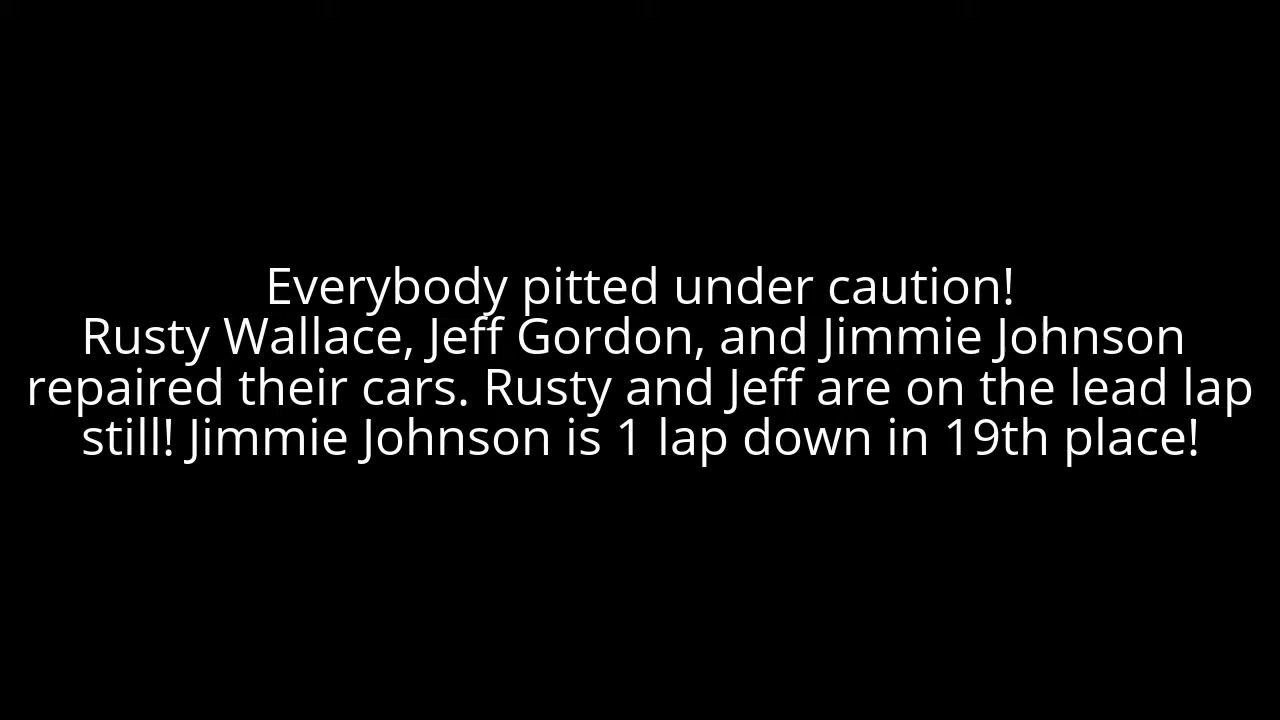 Everybody pitted under caution!
Rusty Wallace, Jeff Gordon, and Jimmie Johnson
repaired their cars. Rusty and Jeff are on the lead lap
still! Jimmie Johnson is 1 lap down in 19th place!